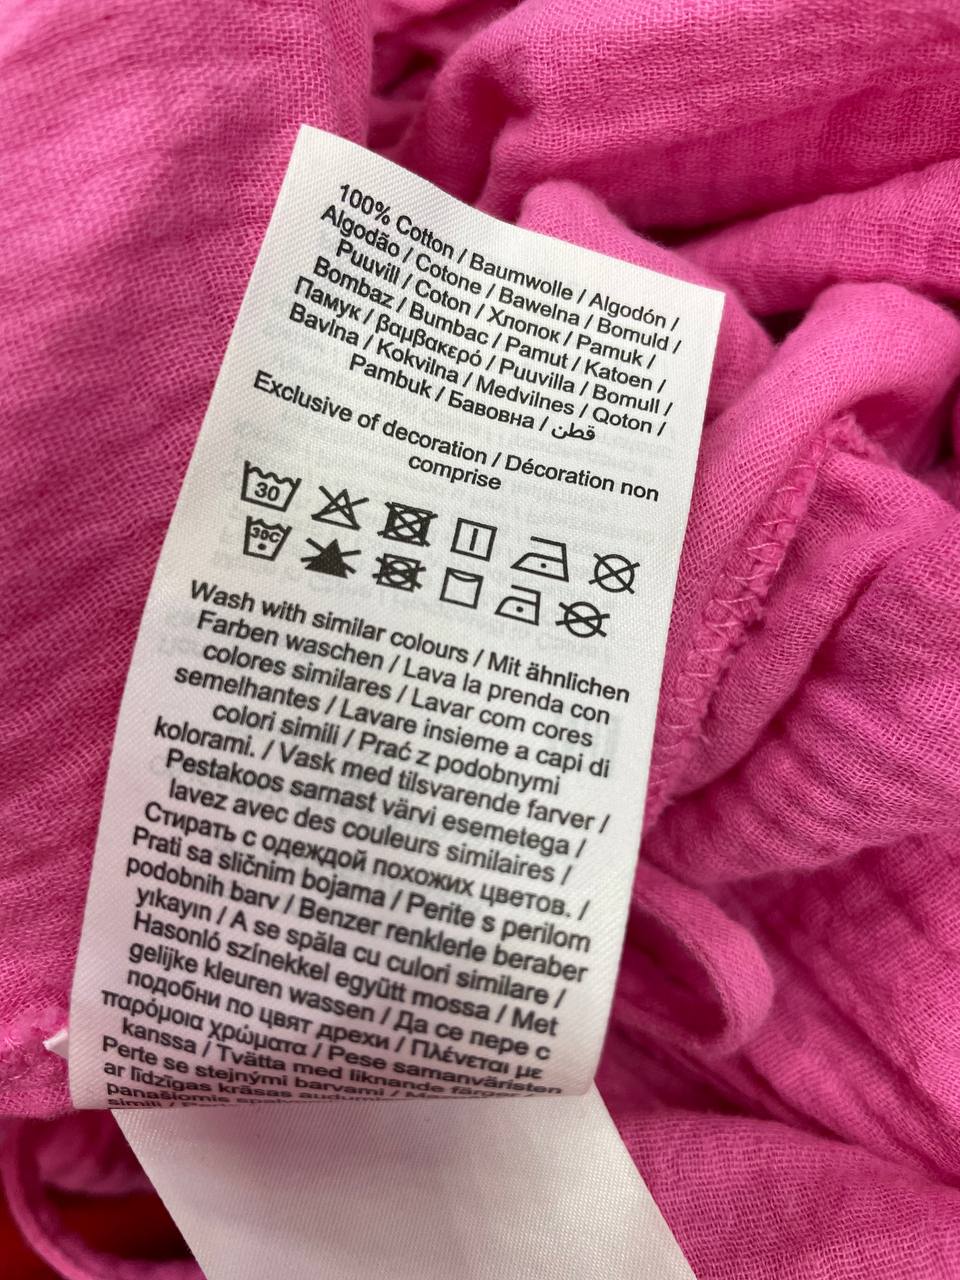 100% Cotton / Baumwolle / Algodón /
Algodão / Cotone / Bawełna / Bomuld /
Puuvill / Coton / Хлопок / Pamuk /
Bombaz / Bumbac / Pamut / Katoen /
Памук / βαμβακερό / Puuvilla / Bomull /
Bavlna / Kokvilna / Medvilnes / Qoton /
Pambuk / Бавовна / قطن
Exclusive of decoration / Décoration non
comprise
30
30C
Wash with similar colours / Mit ähnlichen
Farben waschen / Lava la prenda con
colores similares / Lavar com cores
semelhantes / Lavare insieme a capi di
colori simili / Prać z podobnymi
kolorami. / Vask med tilsvarende farver /
Pestakoos sarnast värvi esemetega /
lavez avec des couleurs similaires /
Стирать с одеждой похожих цветов. /
Prati sa sličnim bojama / Perite s perilom
podobnih barv / Benzer renklerle beraber
yıkayın / A se spăla cu culori similare /
Hasonló színekkel együtt mossa / Met
gelijke kleuren wassen / Да се пере с
подобни по цвят дрехи / Πλένεται με
παρόμοια χρώματα / Pese samanväristen
kanssa / Tvätta med liknande färger /
Perte se stejnými barvami /
ar līdzīgas krāsas
panašiomis
simili /